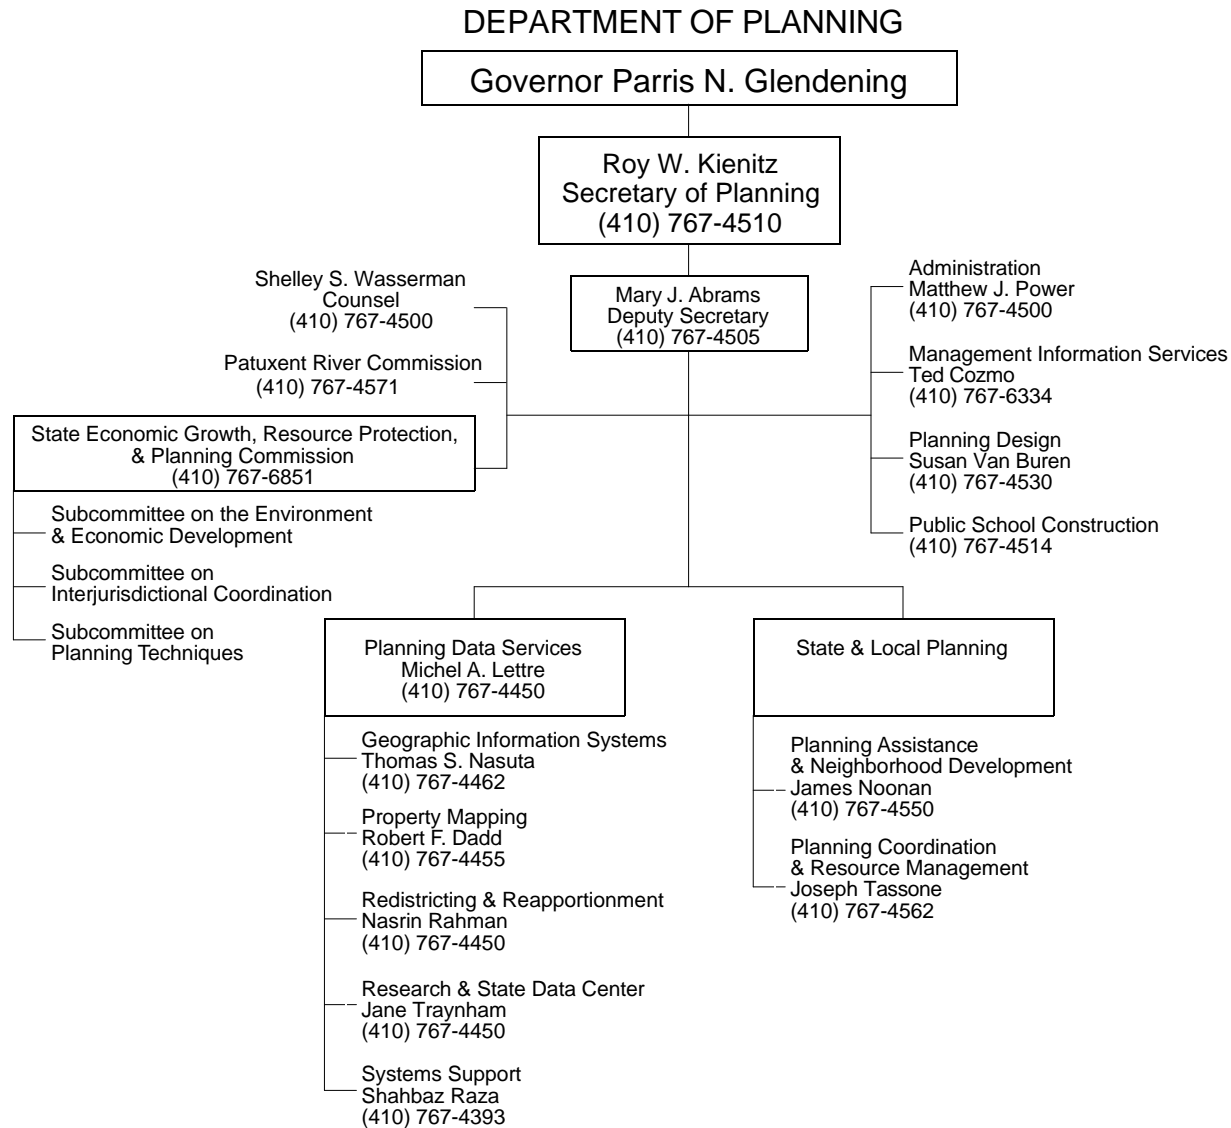 DEPARTMENT OF PLANNING
Governor Parris N. Glendening
Roy W. Kienitz
Secretary of Planning
(410) 767-4510
Mary J. Abrams
Deputy Secretary
(410) 767-4505
Shelley S. Wasserman
Counsel
(410) 767-4500
Patuxent River Commission
(410) 767-4571
State Economic Growth, Resource Protection,
& Planning Commission
(410) 767-6851
Subcommittee on the Environment
& Economic Development
Subcommittee on
Interjurisdictional Coordination
Subcommittee on
Planning Techniques
Administration
Matthew J. Power
(410) 767-4500
Management Information Services
Ted Cozmo
(410) 767-6334
Planning Design
Susan Van Buren
(410) 767-4530
Public School Construction
(410) 767-4514
Planning Data Services
Michel A. Lettre
(410) 767-4450
Geographic Information Systems
Thomas S. Nasuta
(410) 767-4462
Property Mapping
Robert F. Dadd
(410) 767-4455
Redistricting & Reapportionment
Nasrin Rahman
(410) 767-4450
Research & State Data Center
Jane Traynham
(410) 767-4450
Systems Support
Shahbaz Raza
(410) 767-4393
State & Local Planning
Planning Assistance
& Neighborhood Development
James Noonan
(410) 767-4550
Planning Coordination
& Resource Management
Joseph Tassone
(410) 767-4562